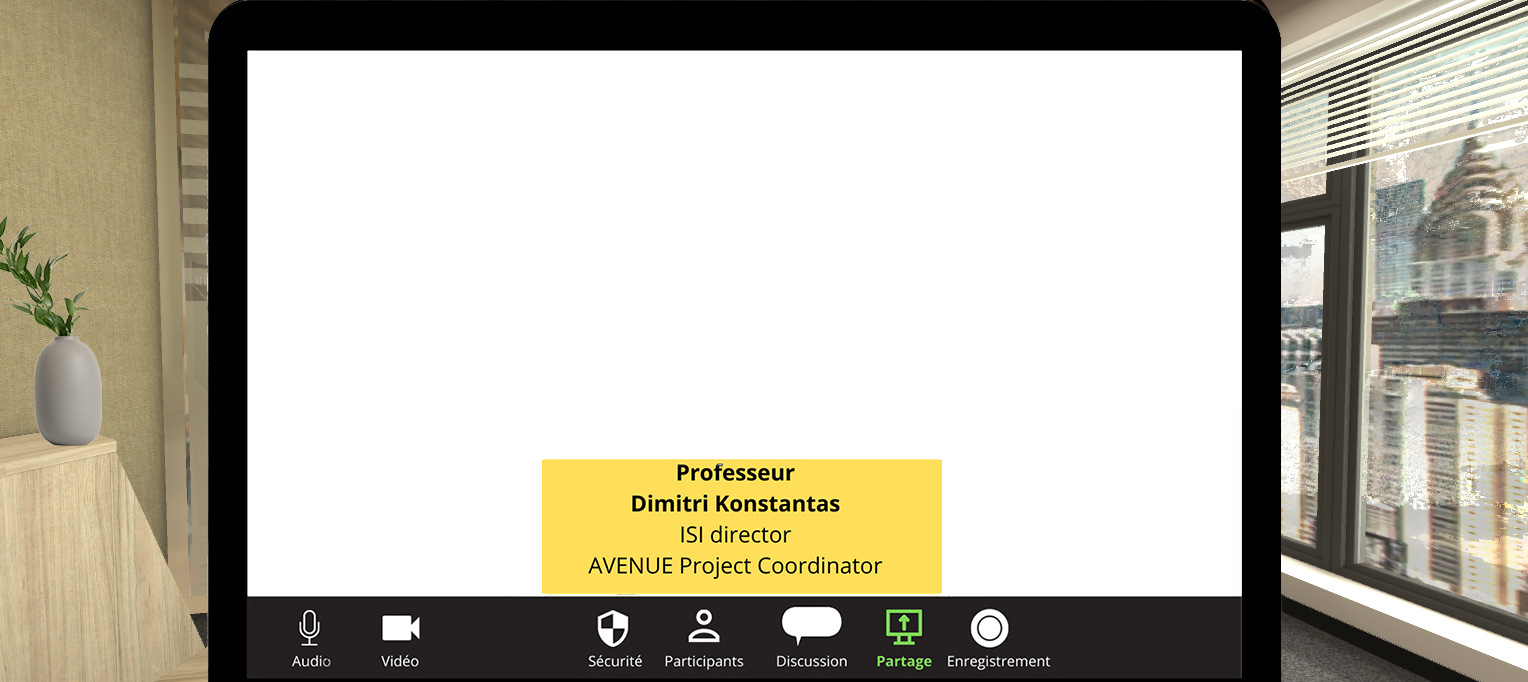 Professeur
Dimitri Konstantas
ISI director
AVENUE Project Coordinator
Audio
Vidéo
Sécurité
Participants
Discussion
Partage
Enregistrement